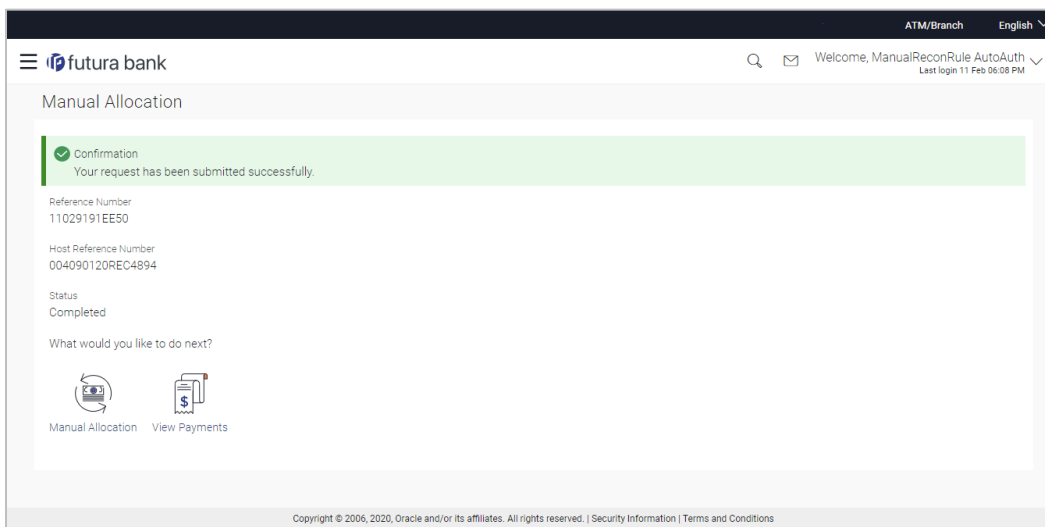 ATM/Branch English
futura bank
Welcome, ManualReconRule AutoAuth
Last login 11 Feb 06:08 PM
Manual Allocation
Confirmation
Your request has been submitted successfully.
Reference Number
11029191EE50
Host Reference Number
004090120REC4894
Status
Completed
What would you like to do next?
$
Manual Allocation View Payments
Copyright © 2006, 2020, Oracle and/or its affiliates. All rights reserved. | Security Information | Terms and Conditions